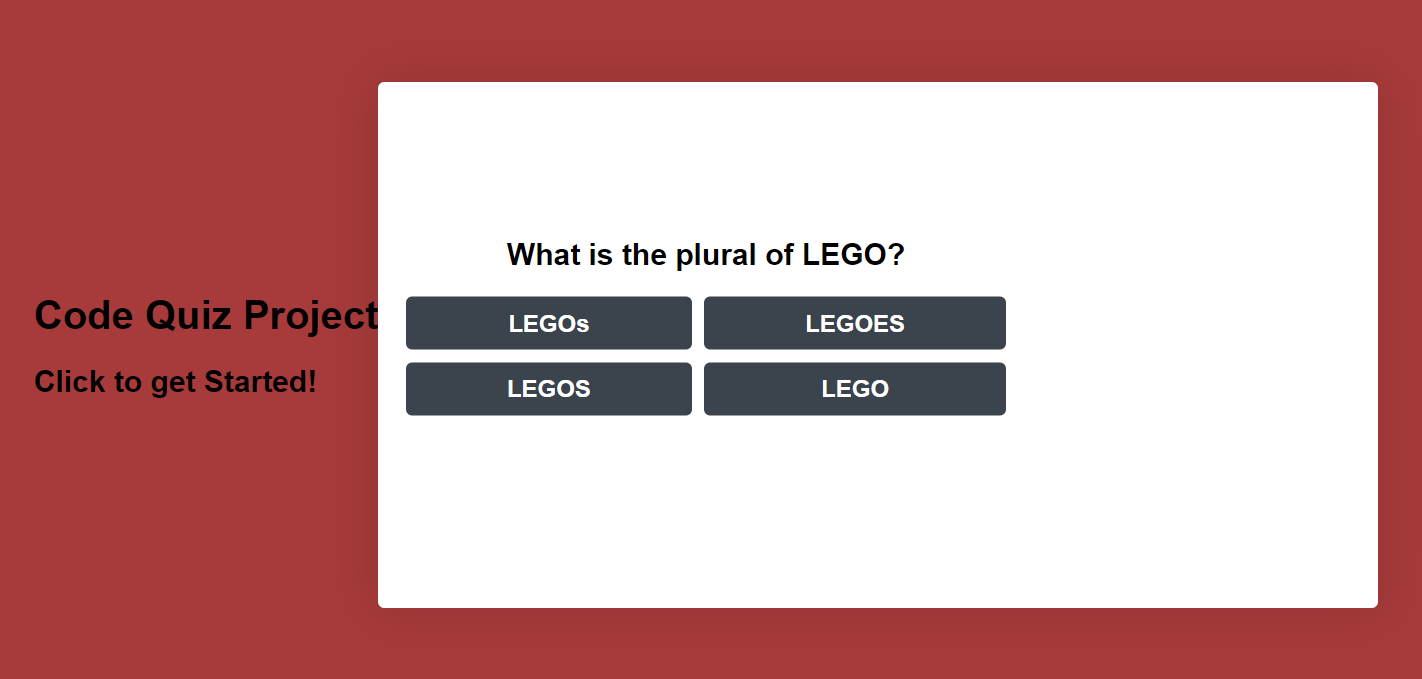 Code Quiz Project
Click to get Started!
What is the plural of LEGO?
LEGOs
LEGOES
LEGOS
LEGO